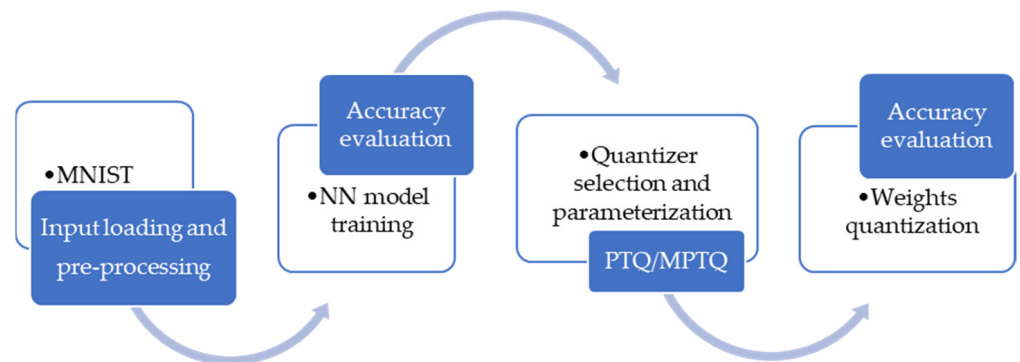 •MNIST
Input loading and
pre-processing
Accuracy
evaluation
•NN model
training
•Quantizer
selection and
parameterization
PTQ/MPTQ
Accuracy
evaluation
•Weights
quantization